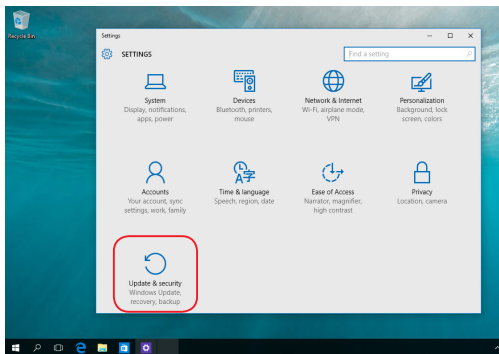 Recycle Bin
Settings
SETTINGS
Find a setting
System
Display, notifications,
apps, power
Devices
Bluetooth, printers,
mouse
Network & Internet
Wi-Fi, airplane mode,
VPN
Personalization
Background, lock
screen, colors
Accounts
Your account, sync
settings, work, family
Time & language
Speech, region, date
Ease of Access
Narrator, magnifier,
high contrast
Privacy
Location, camera
Update & security
Windows Update,
recovery, backup